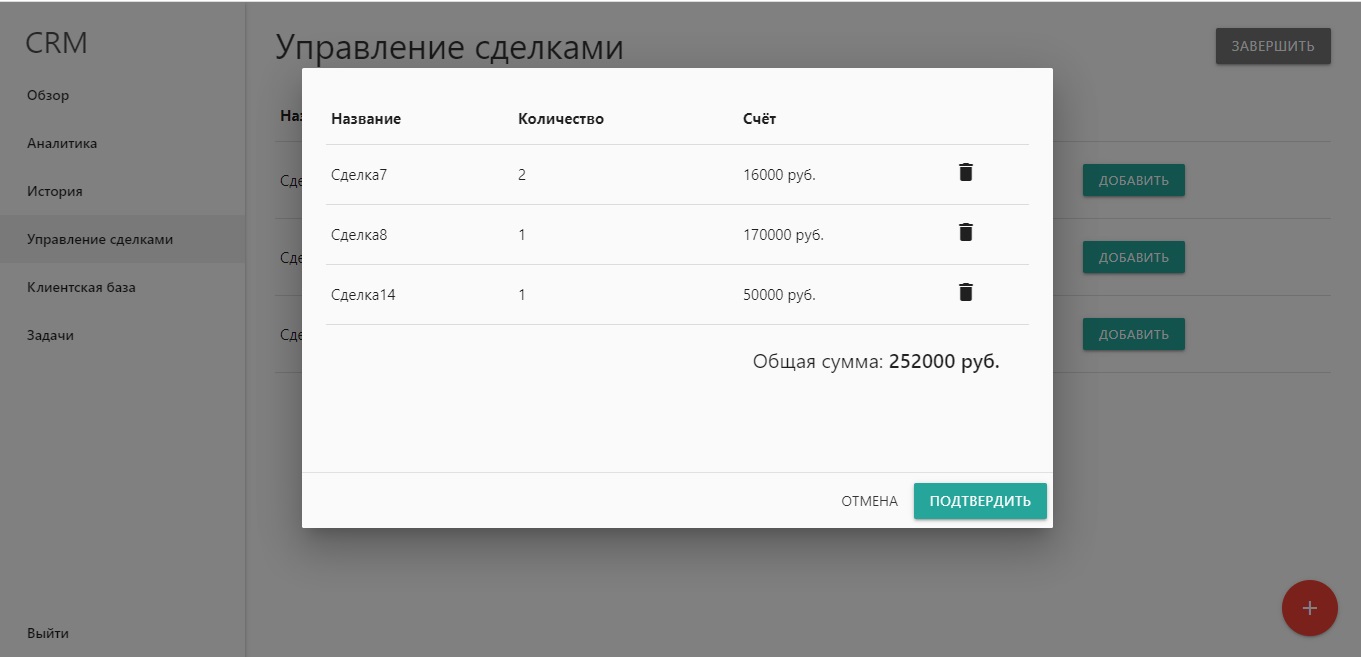 CRM
Обзор
Аналитика
История
Управление сделками
Клиентская база
Задачи
Выйти
Управление сделками
ЗАВЕРШИТЬ
ДОБАВИТЬ
ДОБАВИТЬ
ДОБАВИТЬ
Название Количество Счёт
Сделка7 2 16000 руб.
Сделка8 1 170000 руб.
Сделка14 1 50000 руб.
Общая сумма: 252000 руб.
ОТМЕНА ПОДТВЕРДИТЬ